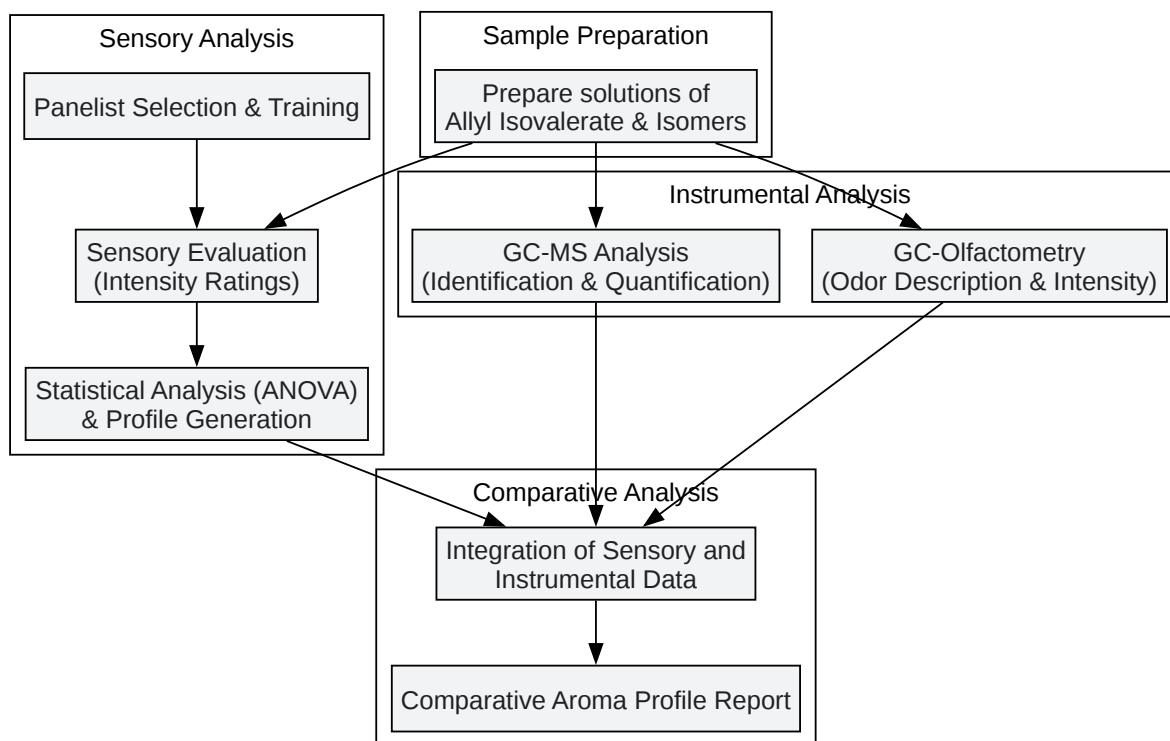 Sensory Analysis
Panelist Selection & Training
Sensory Evaluation
(Intensity Ratings)
Statistical Analysis (ANOVA)
& Profile Generation
Sample Preparation
Prepare solutions of
Allyl Isovalerate & Isomers
Instrumental Analysis
GC-MS Analysis
(Identification & Quantification)
GC-Olfactometry
(Odor Description & Intensity)
Comparative Analysis
Integration of Sensory and
Instrumental Data
Comparative Aroma Profile Report